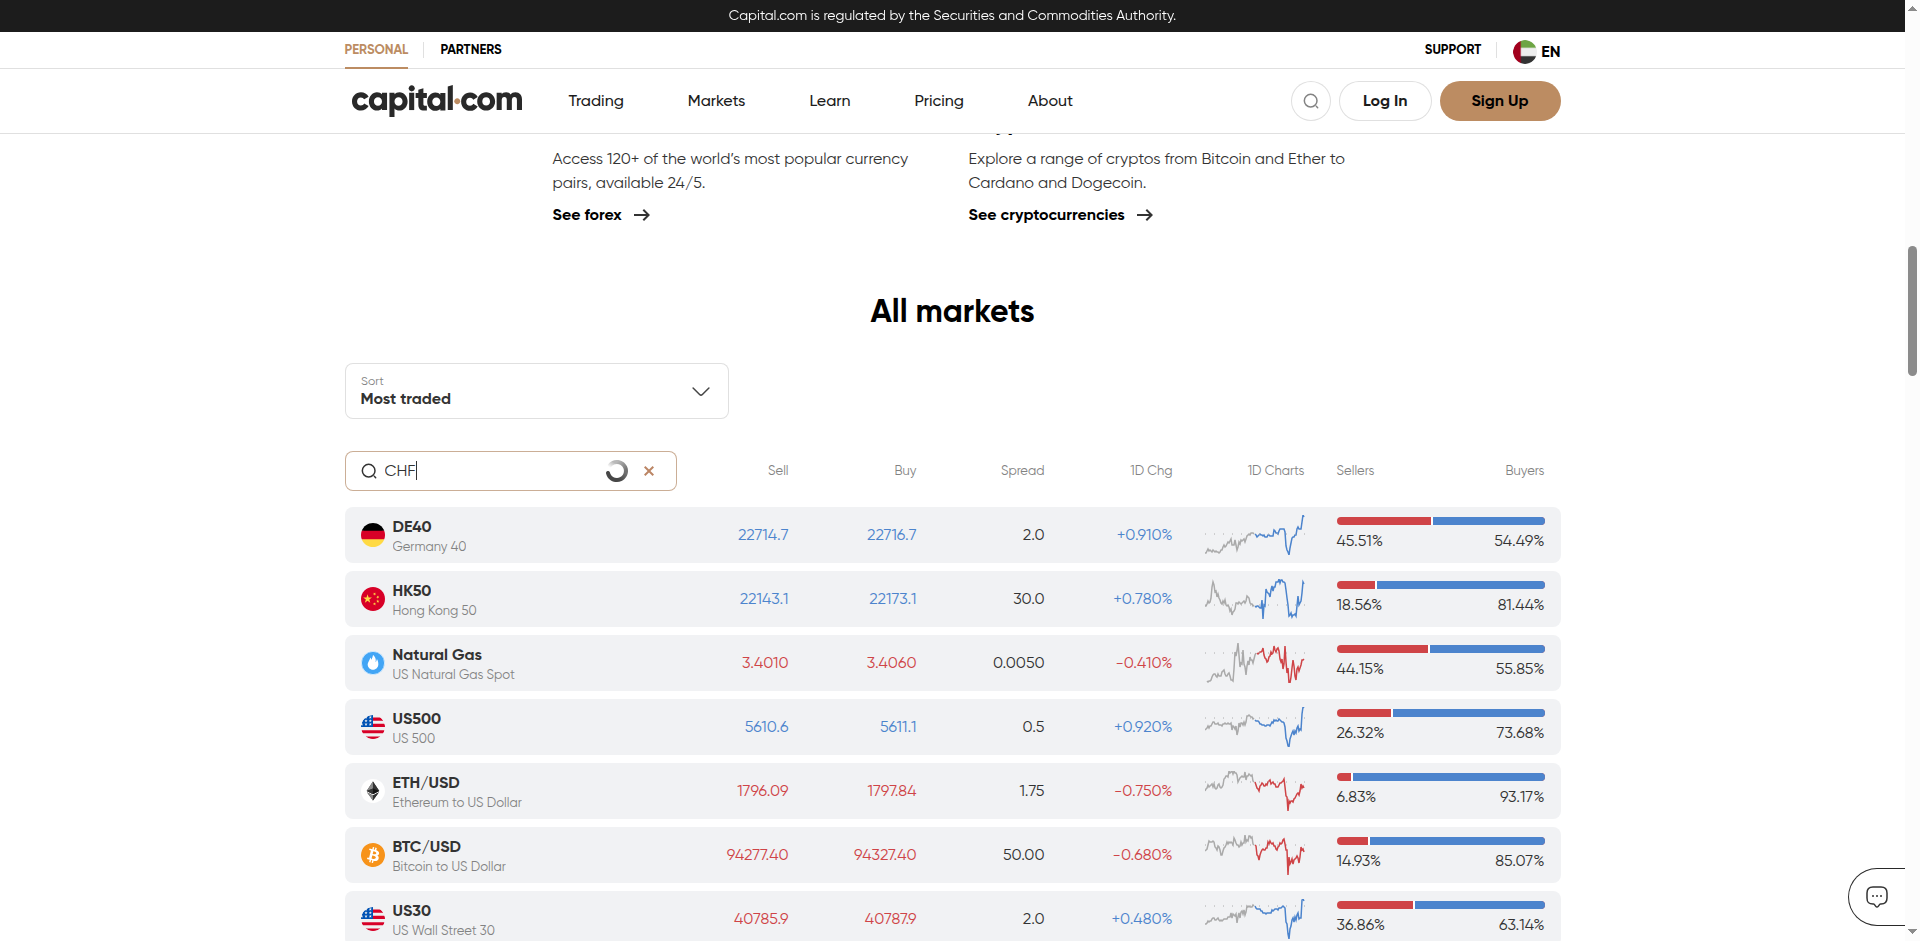 Capital.com is regulated by the Securities and Commodities Authority.
PERSONAL PARTNERS SUPPORT EN
capital.com Trading Markets Learn Pricing About Log In Sign Up
Access 120+ of the world's most popular currency
pairs, available 24/5.
See forex
Explore a range of cryptos from Bitcoin and Ether to
Cardano and Dogecoin.
See cryptocurrencies
All markets
Sort
Most traded
CHF Sell Buy Spread 1D Chg 1D Charts Sellers Buyers
DE40 22714.7 22716.7 2.0 +0.910% 45.51% 54.49%
Germany 40
HK50 22143.1 22173.1 30.0 +0.780% 18.56% 81.44%
Hong Kong 50
Natural Gas 3.4010 3.4060 0.0050 -0.410% 44.15% 55.85%
US Natural Gas Spot
US500 5610.6 5611.1 0.5 +0.920% 26.32% 73.68%
US 500
ETH/USD 1796.09 1797.84 1.75 -0.750% 6.83% 93.17%
Ethereum to US Dollar
BTC/USD 94277.40 94327.40 50.00 -0.680% 14.93% 85.07%
Bitcoin to US Dollar
US30 40785.9 40787.9 2.0 +0.480% 36.86% 63.14%
US Wall Street 30